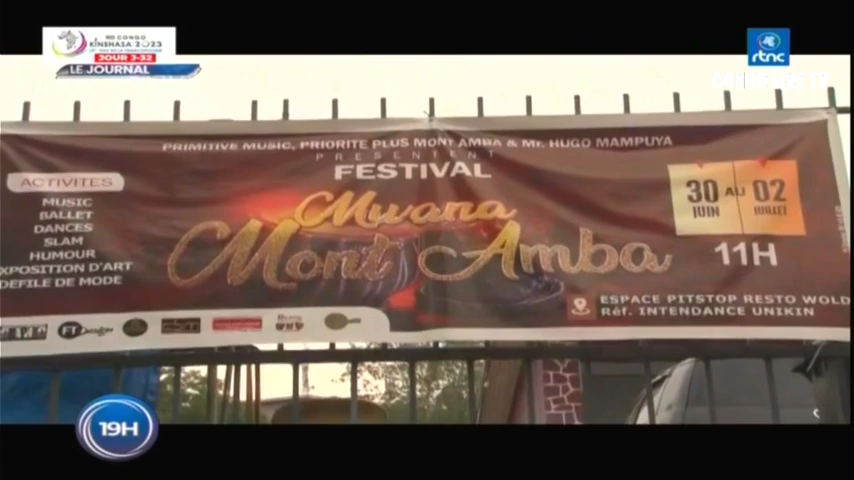 RD CONGO
KINSHASA 2023
JOUR J-32
LE JOURNAL
rtnc
PRIMITIVE MUSIC, PRIORITE PLUS MONT AMBA & Mr. HUGO MAMPUYA
PRESENTENT
FESTIVAL
Mwana
Mont Amba
ACTIVITES
MUSIC
BALLET
DANCES
SLAM
HUMOUR
EXPOSITION D'ART
DEFILE DE MODE
30 AU 02
JUIN JUILLET
11H
ESPACE PITSTOP RESTO WOLD
Réf. INTENDANCE UNIKIN
FT
19H